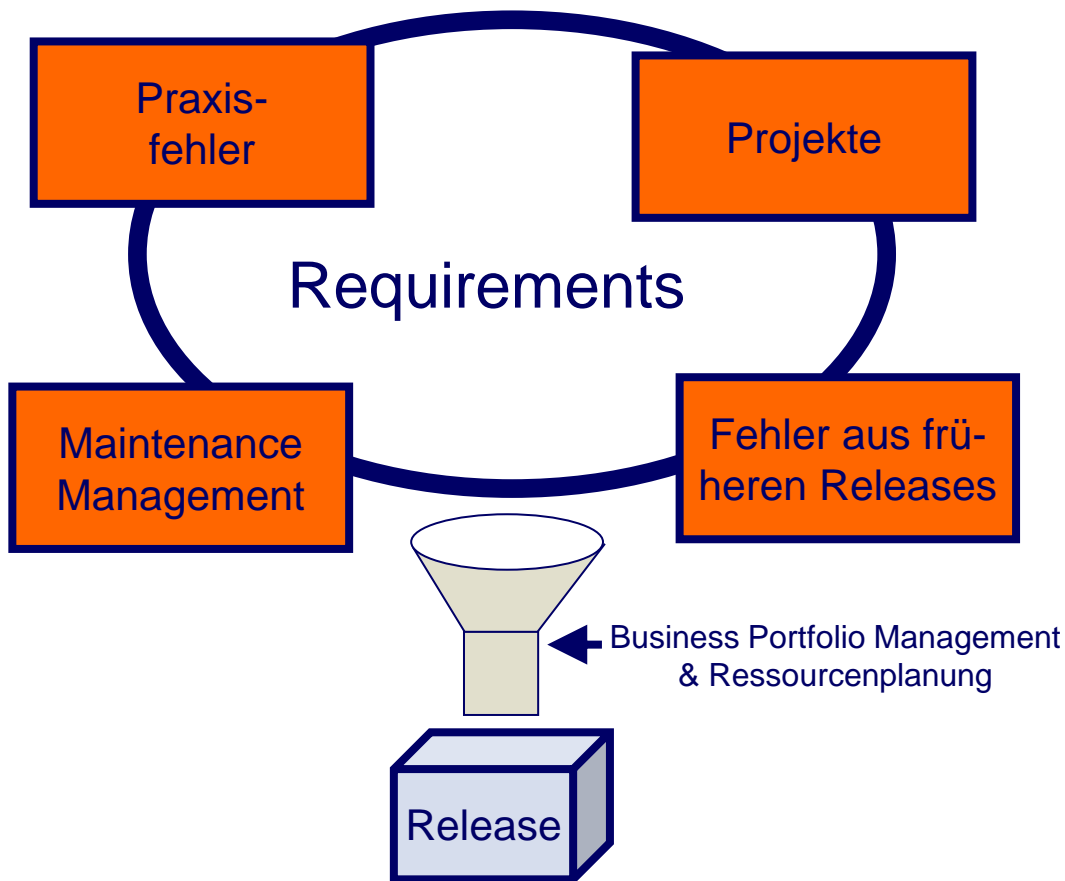 Praxis-
fehler
Projekte
Requirements
Maintenance
Management
Fehler aus frü-
heren Releases
Business Portfolio Management
& Ressourcenplanung
Release